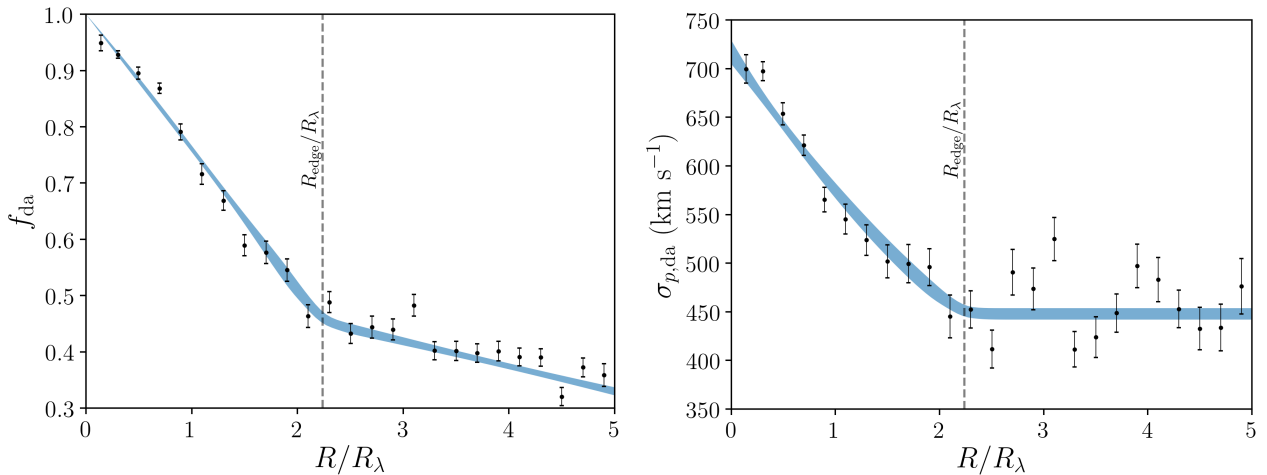 1.0
0.9
0.8
0.7
0.6
0.5
0.4
0.3
f_da
R_edge/R_λ
0 1 2 3 4 5
R/R_λ
750
700
650
600
550
500
450
400
350
σ_p,da (km s⁻¹)
R_edge/R_λ
0 1 2 3 4 5
R/R_λ